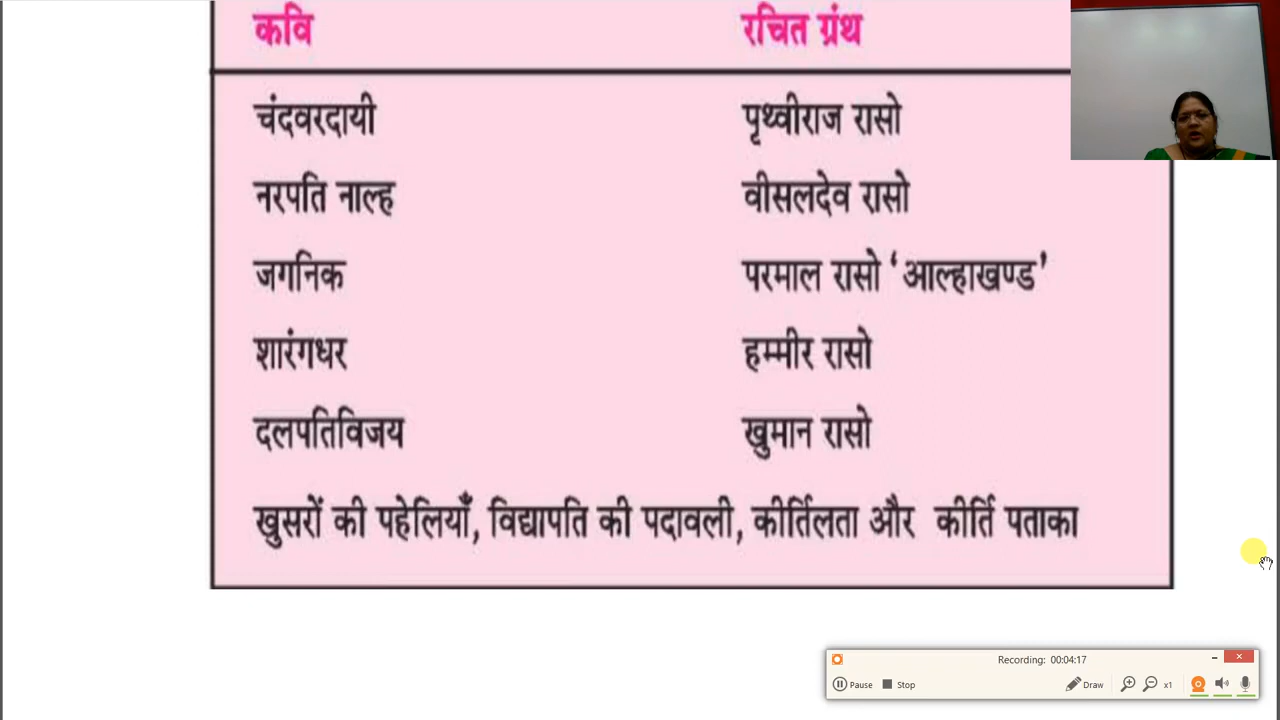 कवि रचित ग्रंथ
चंदवरदायी पृथ्वीराज रासो
नरपति नाल्ह वीसलदेव रासो
जगनिक परमाल रासो ‘आल्हाखण्ड’
शारंगधर हम्मीर रासो
दलपतिविजय खुमान रासो
खुसरों की पहेलियाँ, विद्यापति की पदावली, कीर्तिलता और कीर्ति पताका
Recording: 00:04:17
Pause Stop Draw x1